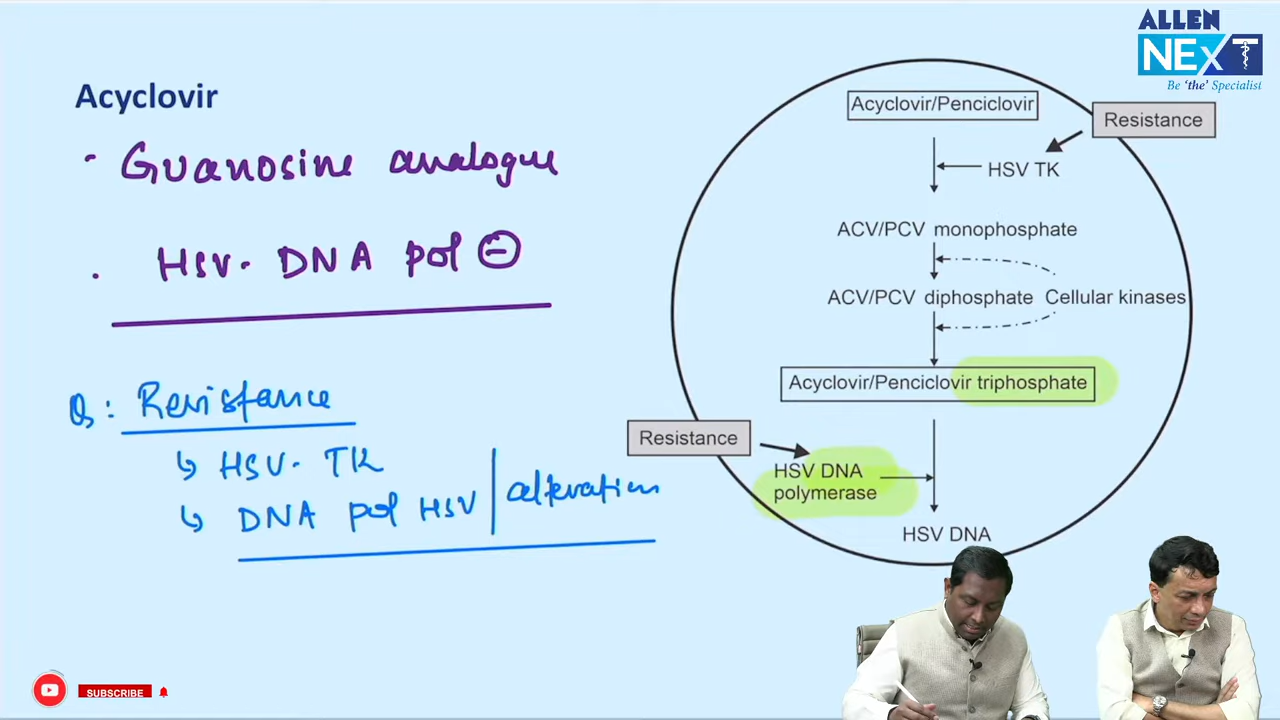 ALLEN
NEXT
Be 'the' Specialist
Acyclovir
Guanosine analogue
HSV. DNA pol ⊖
Q: Resistance
↳ HSV. TK
↳ DNA pol HSV | alteration
Acyclovir/Penciclovir
Resistance
HSV TK
ACV/PCV monophosphate
ACV/PCV diphosphate Cellular kinases
Acyclovir/Penciclovir triphosphate
Resistance
HSV DNA
polymerase
HSV DNA
SUBSCRIBE